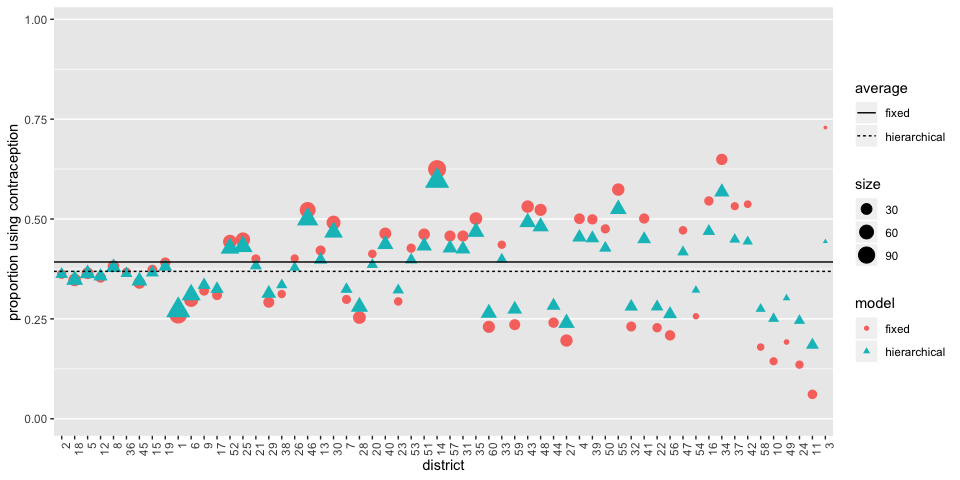 1.00
0.75
0.50
0.25
0.00
proportion using contraception
2 18 5 12 8 36 45 15 19 1 6 9 17 52 25 21 29 38 26 46 13 30 7 28 20 40 23 53 51 14 57 31 35 60 33 59 43 48 44 27 4 39 50 55 32 41 22 56 47 54 16 34 37 42 58 10 49 24 11 3
district
average
fixed
hierarchical
size
30
60
90
model
fixed
hierarchical